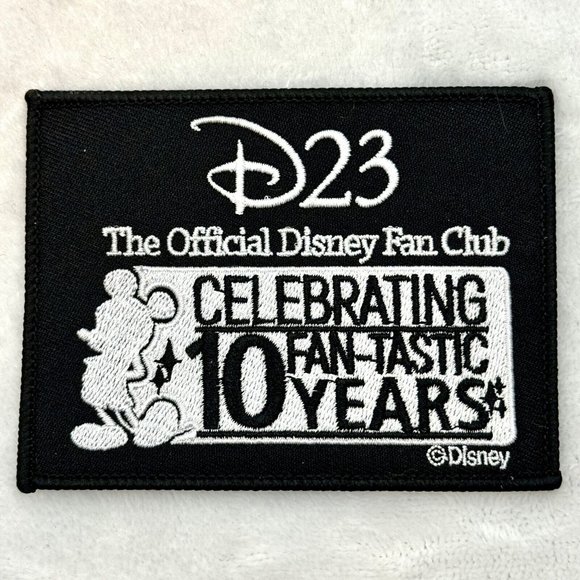 D23
The Official Disney Fan Club
CELEBRATING
10 FAN-TASTIC
YEARS
©Disney